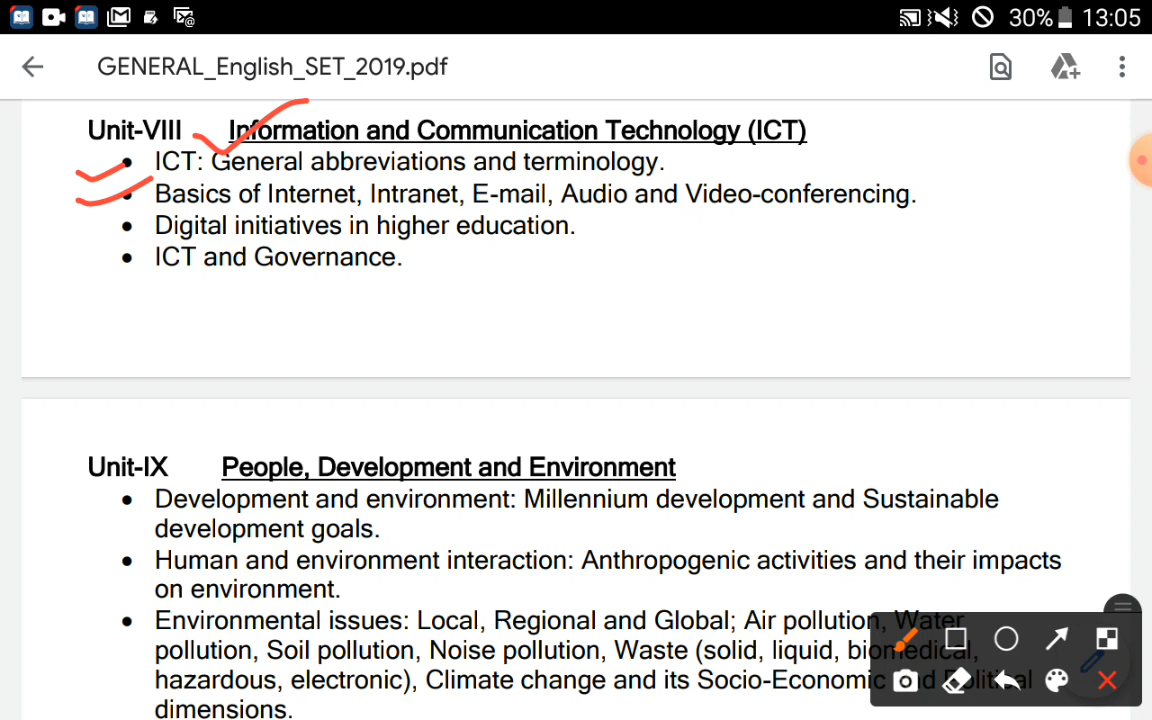 30% 13:05
GENERAL_English_SET_2019.pdf
Unit-VIII Information and Communication Technology (ICT)
• ICT: General abbreviations and terminology.
• Basics of Internet, Intranet, E-mail, Audio and Video-conferencing.
• Digital initiatives in higher education.
• ICT and Governance.
Unit-IX People, Development and Environment
• Development and environment: Millennium development and Sustainable
development goals.
• Human and environment interaction: Anthropogenic activities and their impacts
on environment.
• Environmental issues: Local, Regional and Global; Air pollution, Water
pollution, Soil pollution, Noise pollution, Waste (solid, liquid, biomedical,
hazardous, electronic), Climate change and its Socio-Economic and Political
dimensions.